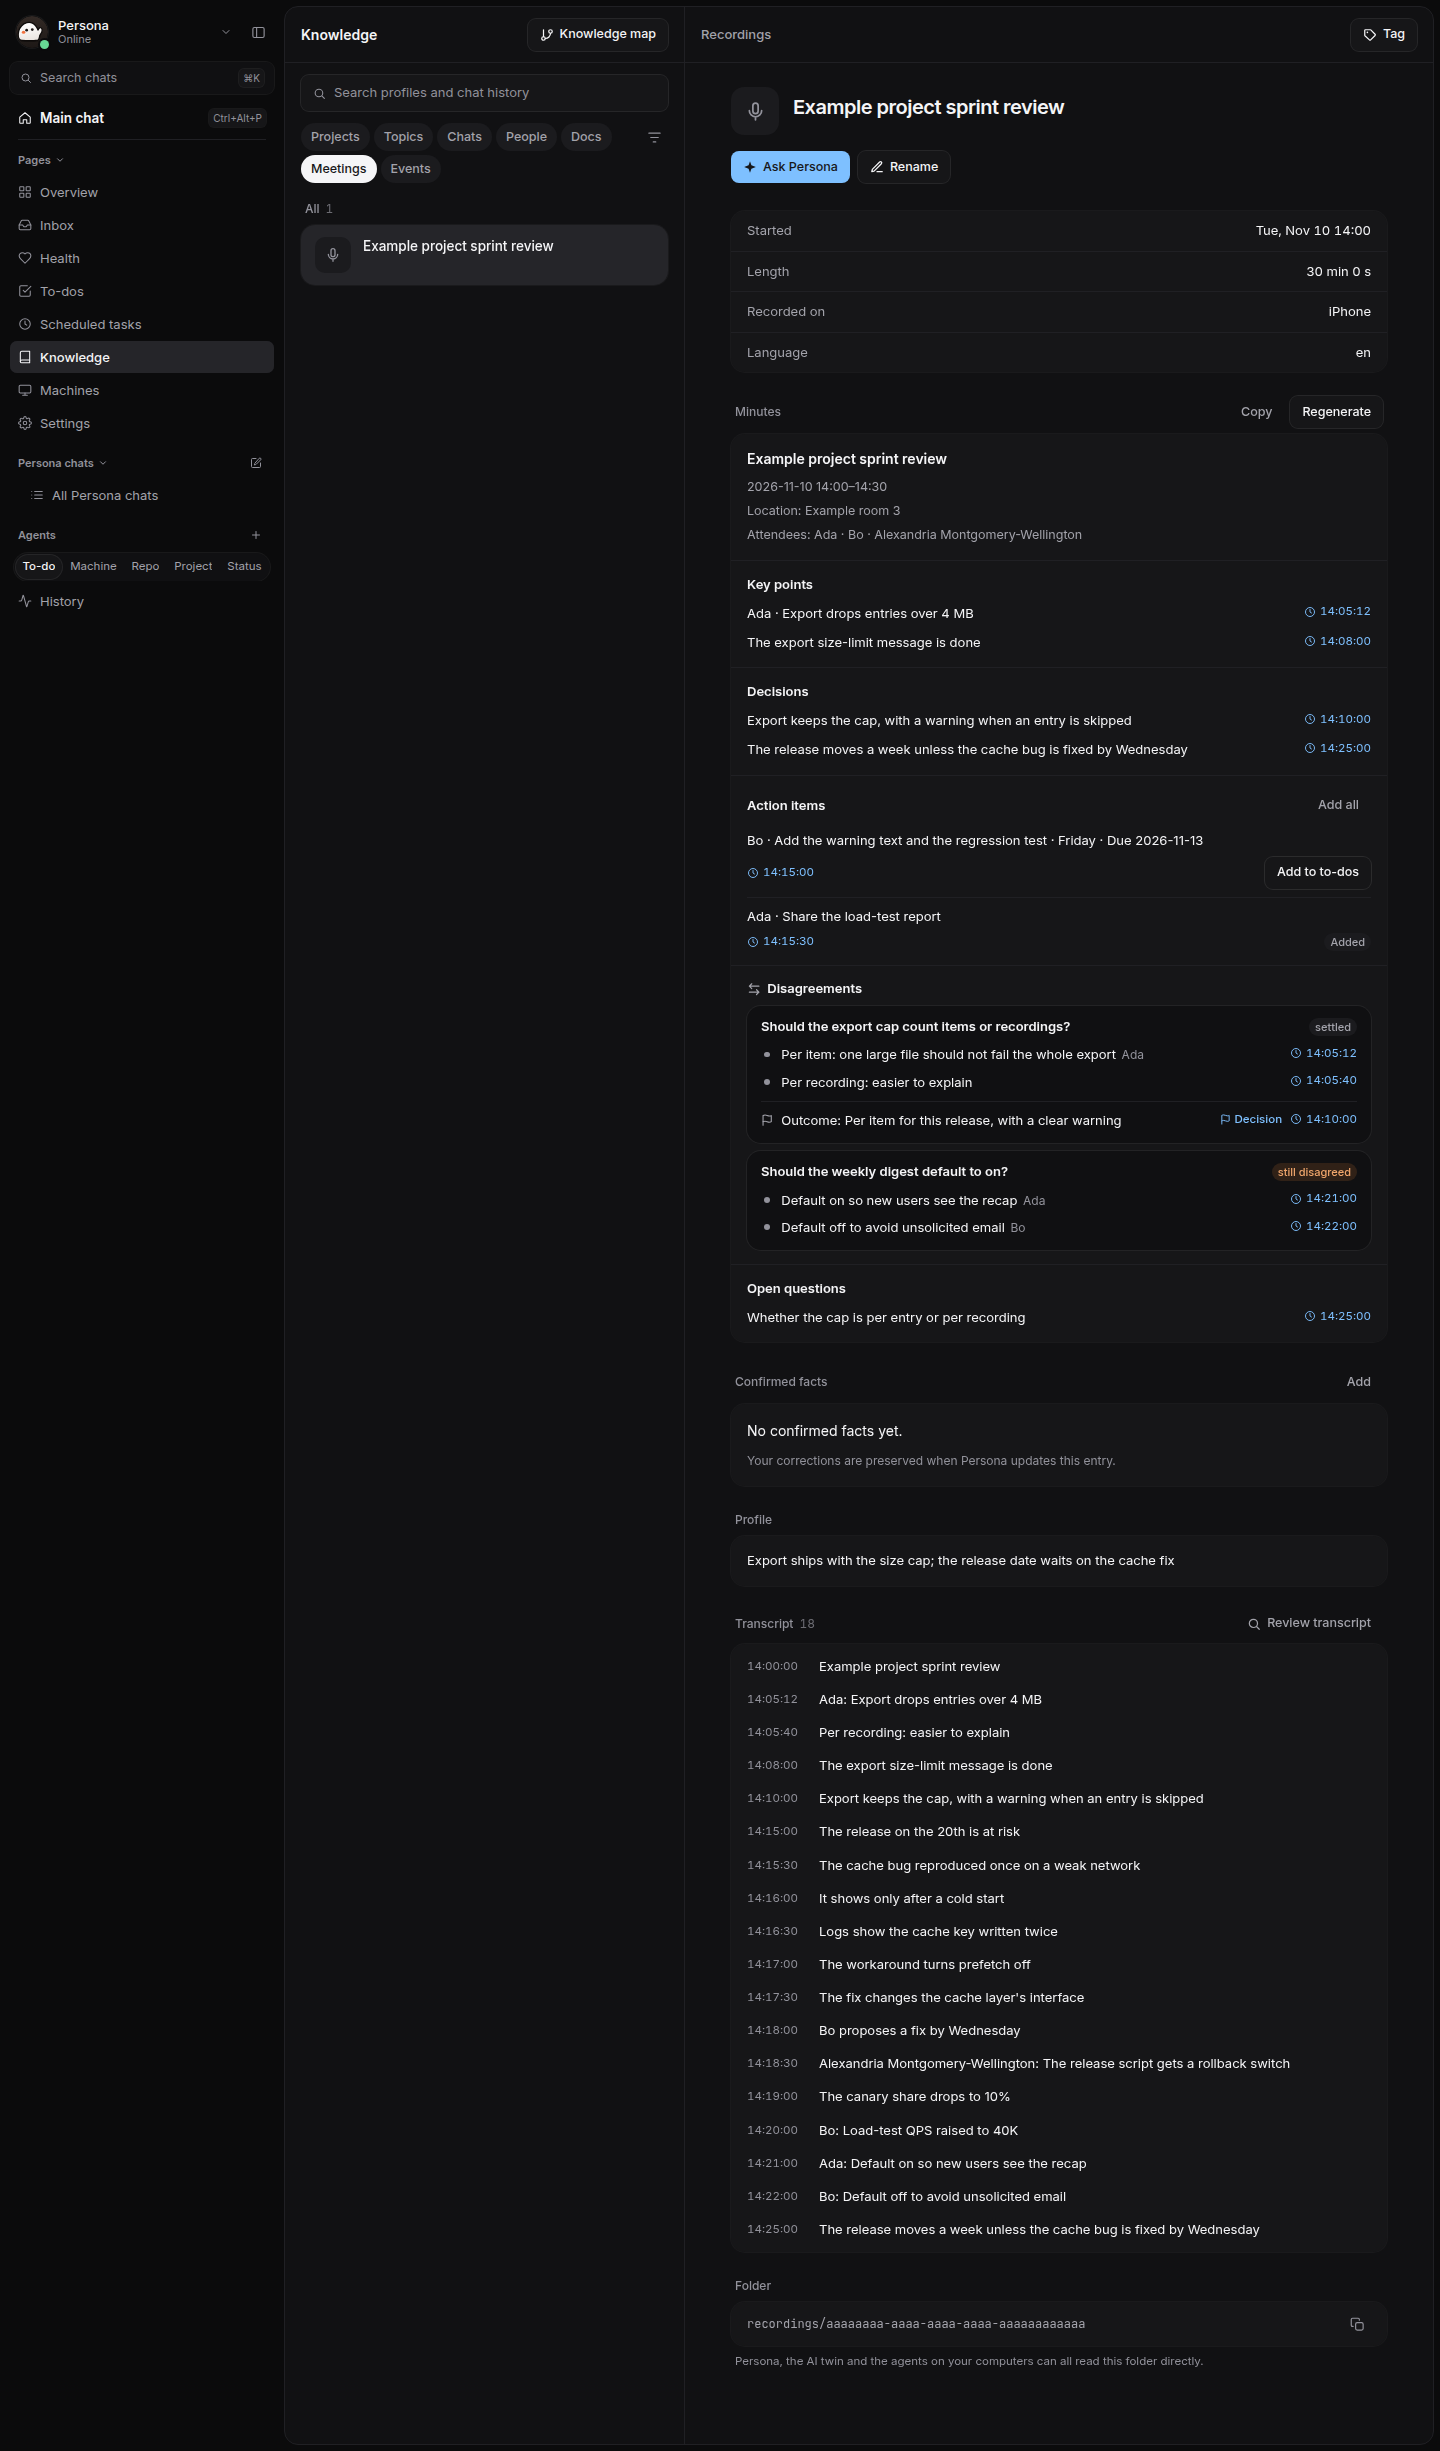 Persona
Online
Search chats
⌘K
Main chat
Ctrl+Alt+P
Pages
Overview
Inbox
Health
To-dos
Scheduled tasks
Knowledge
Machines
Settings
Persona chats
All Persona chats
Agents
To-do Machine Repo Project Status
History
Knowledge
Knowledge map
Search profiles and chat history
Projects Topics Chats People Docs
Meetings Events
All 1
Example project sprint review
Recordings
Tag
Example project sprint review
Ask Persona
Rename
Started Tue, Nov 10 14:00
Length 30 min 0 s
Recorded on iPhone
Language en
Minutes Copy Regenerate
Example project sprint review
2026-11-10 14:00–14:30
Location: Example room 3
Attendees: Ada · Bo · Alexandria Montgomery-Wellington
Key points
Ada · Export drops entries over 4 MB 14:05:12
The export size-limit message is done 14:08:00
Decisions
Export keeps the cap, with a warning when an entry is skipped 14:10:00
The release moves a week unless the cache bug is fixed by Wednesday 14:25:00
Action items Add all
Bo · Add the warning text and the regression test · Friday · Due 2026-11-13
14:15:00 Add to to-dos
Ada · Share the load-test report
14:15:30 Added
Disagreements
Should the export cap count items or recordings? settled
Per item: one large file should not fail the whole export Ada 14:05:12
Per recording: easier to explain 14:05:40
Outcome: Per item for this release, with a clear warning Decision 14:10:00
Should the weekly digest default to on? still disagreed
Default on so new users see the recap Ada 14:21:00
Default off to avoid unsolicited email Bo 14:22:00
Open questions
Whether the cap is per entry or per recording 14:25:00
Confirmed facts Add
No confirmed facts yet.
Your corrections are preserved when Persona updates this entry.
Profile
Export ships with the size cap; the release date waits on the cache fix
Transcript 18 Review transcript
14:00:00 Example project sprint review
14:05:12 Ada: Export drops entries over 4 MB
14:05:40 Per recording: easier to explain
14:08:00 The export size-limit message is done
14:10:00 Export keeps the cap, with a warning when an entry is skipped
14:15:00 The release on the 20th is at risk
14:15:30 The cache bug reproduced once on a weak network
14:16:00 It shows only after a cold start
14:16:30 Logs show the cache key written twice
14:17:00 The workaround turns prefetch off
14:17:30 The fix changes the cache layer's interface
14:18:00 Bo proposes a fix by Wednesday
14:18:30 Alexandria Montgomery-Wellington: The release script gets a rollback switch
14:19:00 The canary share drops to 10%
14:20:00 Bo: Load-test QPS raised to 40K
14:21:00 Ada: Default on so new users see the recap
14:22:00 Bo: Default off to avoid unsolicited email
14:25:00 The release moves a week unless the cache bug is fixed by Wednesday
Folder
recordings/aaaaaaaa-aaaa-aaaa-aaaa-aaaaaaaaaaaa
Persona, the AI twin and the agents on your computers can all read this folder directly.